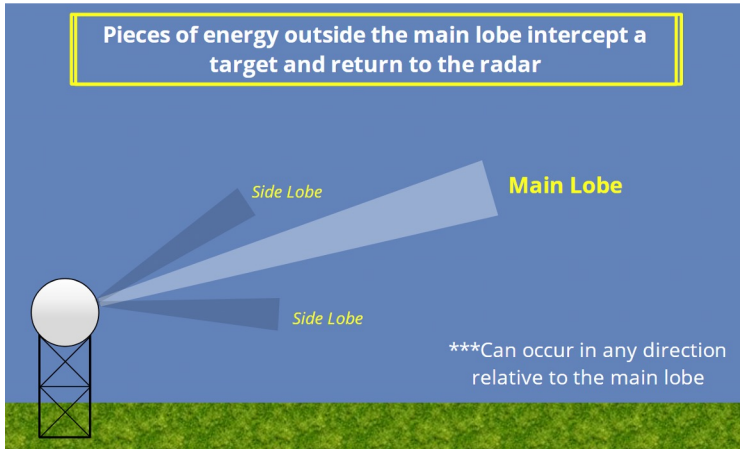 Pieces of energy outside the main lobe intercept a
target and return to the radar
Side Lobe
Main Lobe
Side Lobe
***Can occur in any direction
relative to the main lobe